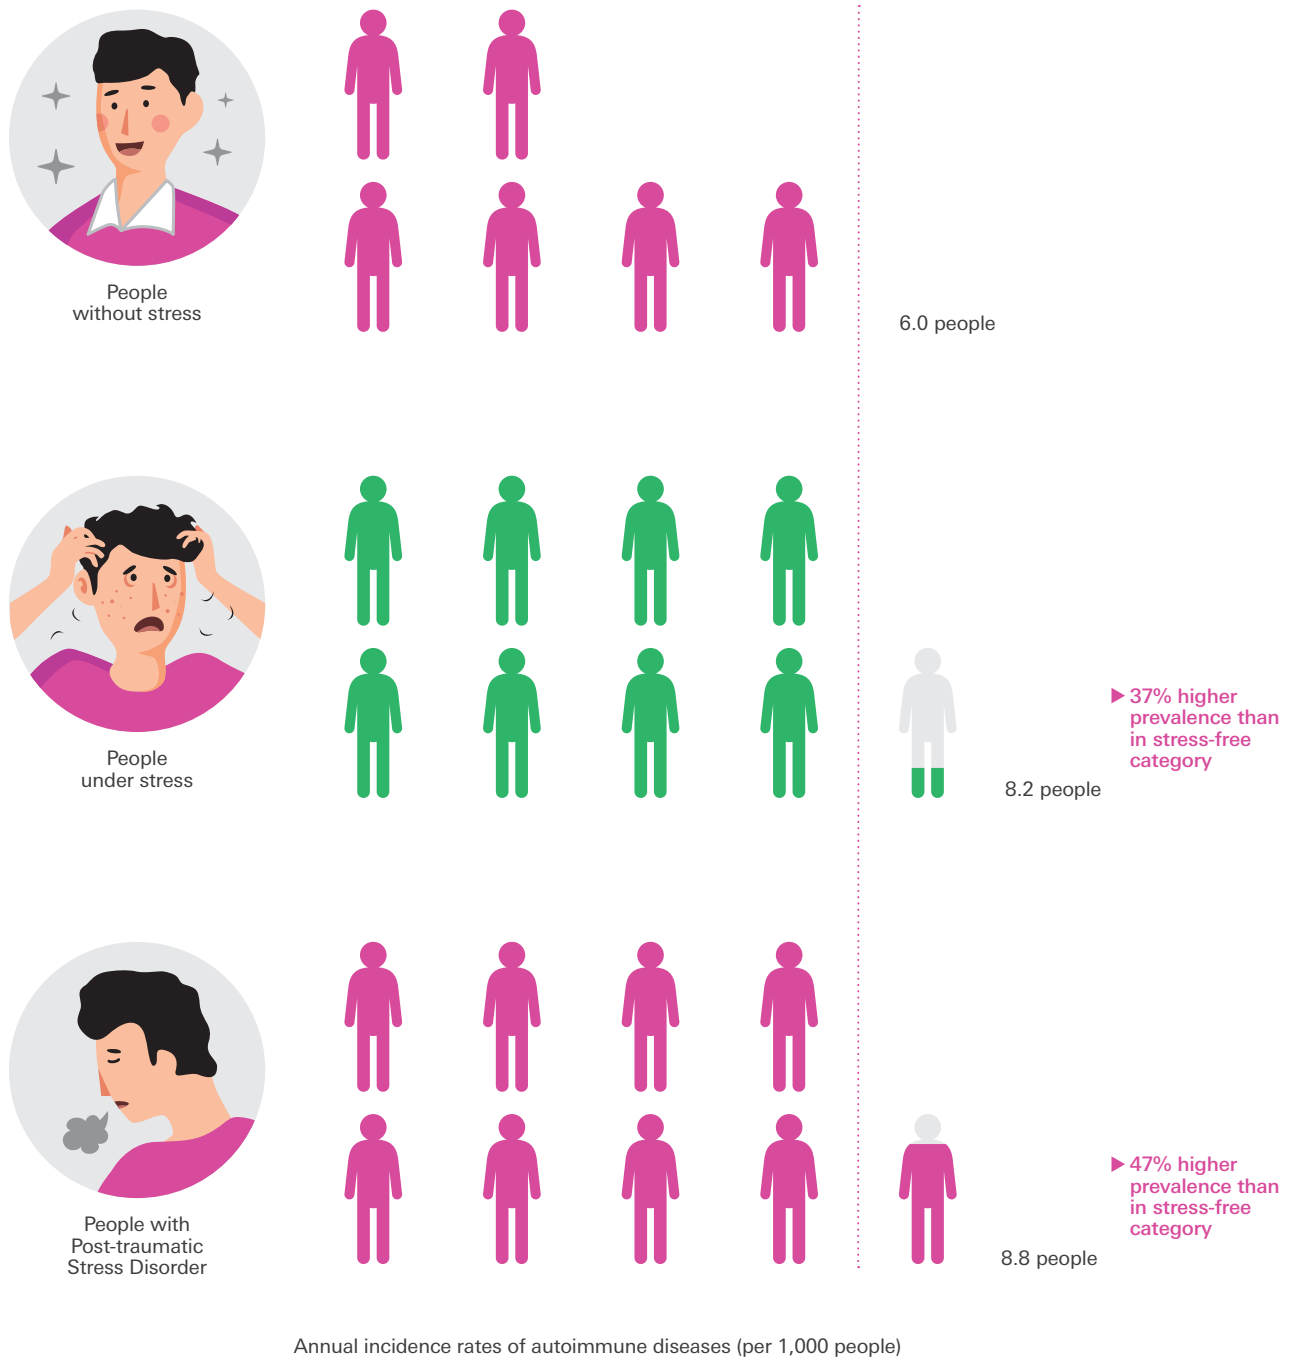 People
without stress
6.0 people
People
under stress
8.2 people
▶ 37% higher
prevalence than
in stress-free
category
People with
Post-traumatic
Stress Disorder
8.8 people
▶ 47% higher
prevalence than
in stress-free
category
Annual incidence rates of autoimmune diseases (per 1,000 people)